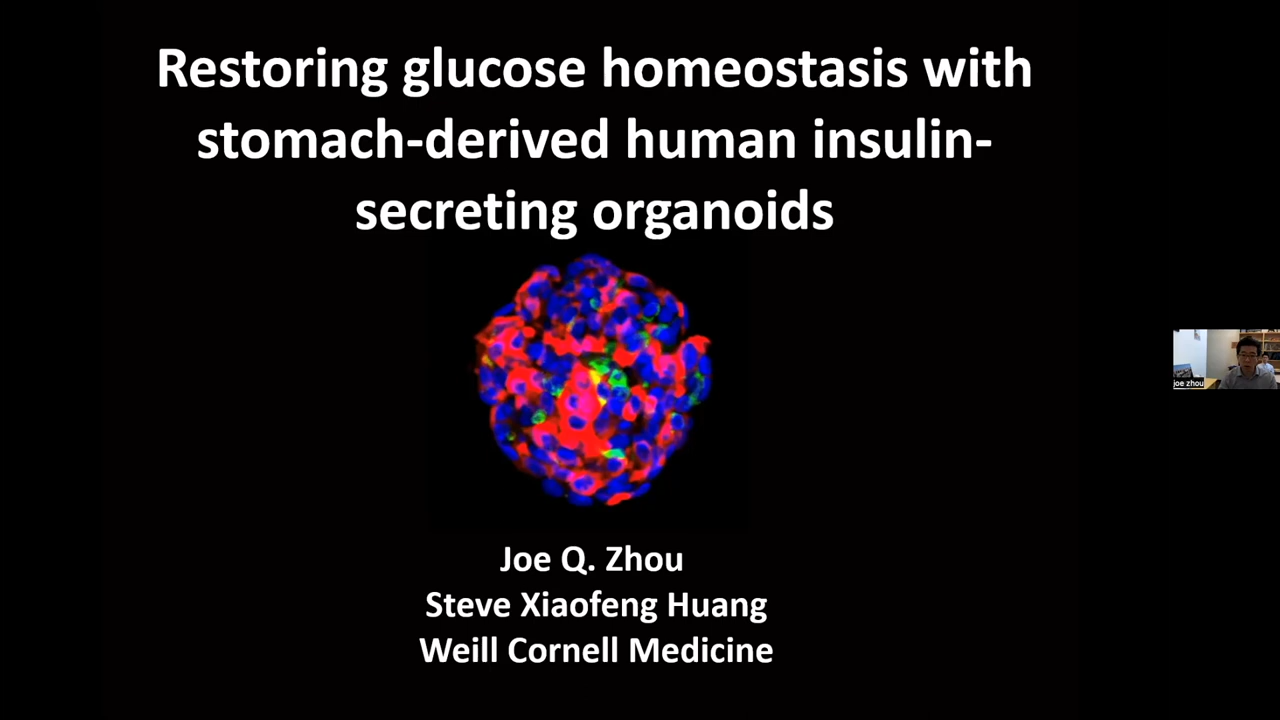 Restoring glucose homeostasis with
stomach-derived human insulin-
secreting organoids
joe zhou
Joe Q. Zhou
Steve Xiaofeng Huang
Weill Cornell Medicine